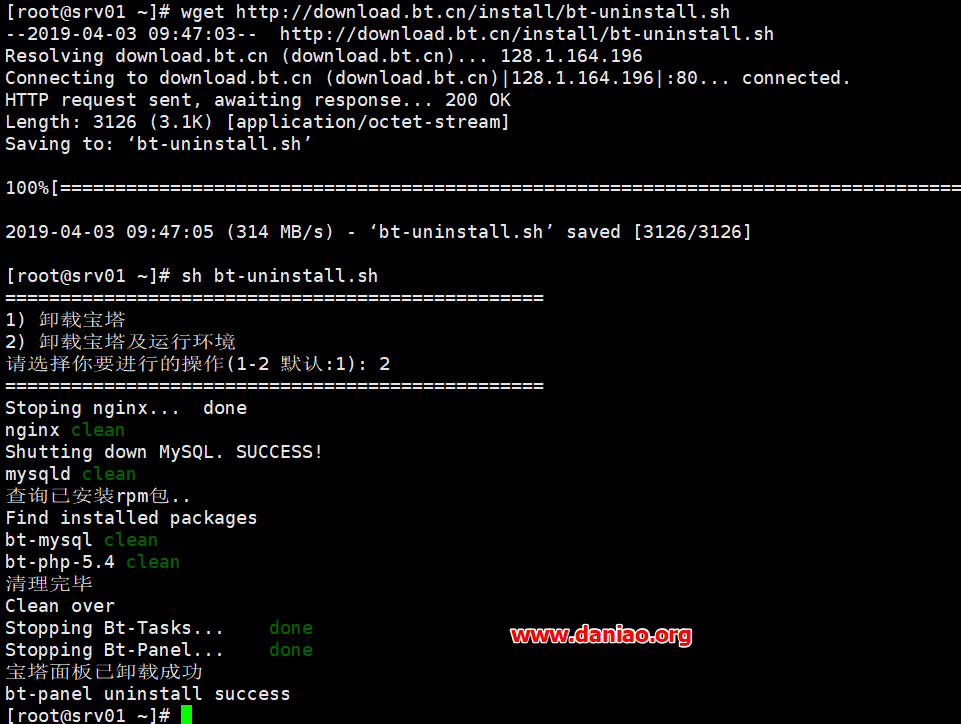 [root@srv01 ~]# wget http://download.bt.cn/install/bt-uninstall.sh
--2019-04-03 09:47:03--  http://download.bt.cn/install/bt-uninstall.sh
Resolving download.bt.cn (download.bt.cn)... 128.1.164.196
Connecting to download.bt.cn (download.bt.cn)|128.1.164.196|:80... connected.
HTTP request sent, awaiting response... 200 OK
Length: 3126 (3.1K) [application/octet-stream]
Saving to: ‘bt-uninstall.sh’
100%[==================================================================================
2019-04-03 09:47:05 (314 MB/s) - ‘bt-uninstall.sh’ saved [3126/3126]
[root@srv01 ~]# sh bt-uninstall.sh
=================================================
1) 卸载宝塔
2) 卸载宝塔及运行环境
请选择你要进行的操作(1-2 默认:1): 2
=================================================
Stoping nginx...  done
nginx clean
Shutting down MySQL. SUCCESS!
mysqld clean
查询已安装rpm包..
Find installed packages
bt-mysql clean
bt-php-5.4 clean
清理完毕
Clean over
Stopping Bt-Tasks...    done
Stopping Bt-Panel...    done
www.daniao.org
宝塔面板已卸载成功
bt-panel uninstall success
[root@srv01 ~]#